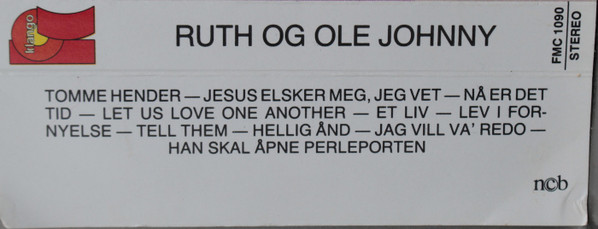 klango
RUTH OG OLE JOHNNY
FMC 1090
STEREO
TOMME HENDER — JESUS ELSKER MEG, JEG VET — NÅ ER DET
TID — LET US LOVE ONE ANOTHER — ET LIV — LEV I FOR-
NYELSE — TELL THEM — HELLIG ÅND — JAG VILL VA' REDO —
HAN SKAL ÅPNE PERLEPORTEN
ncb